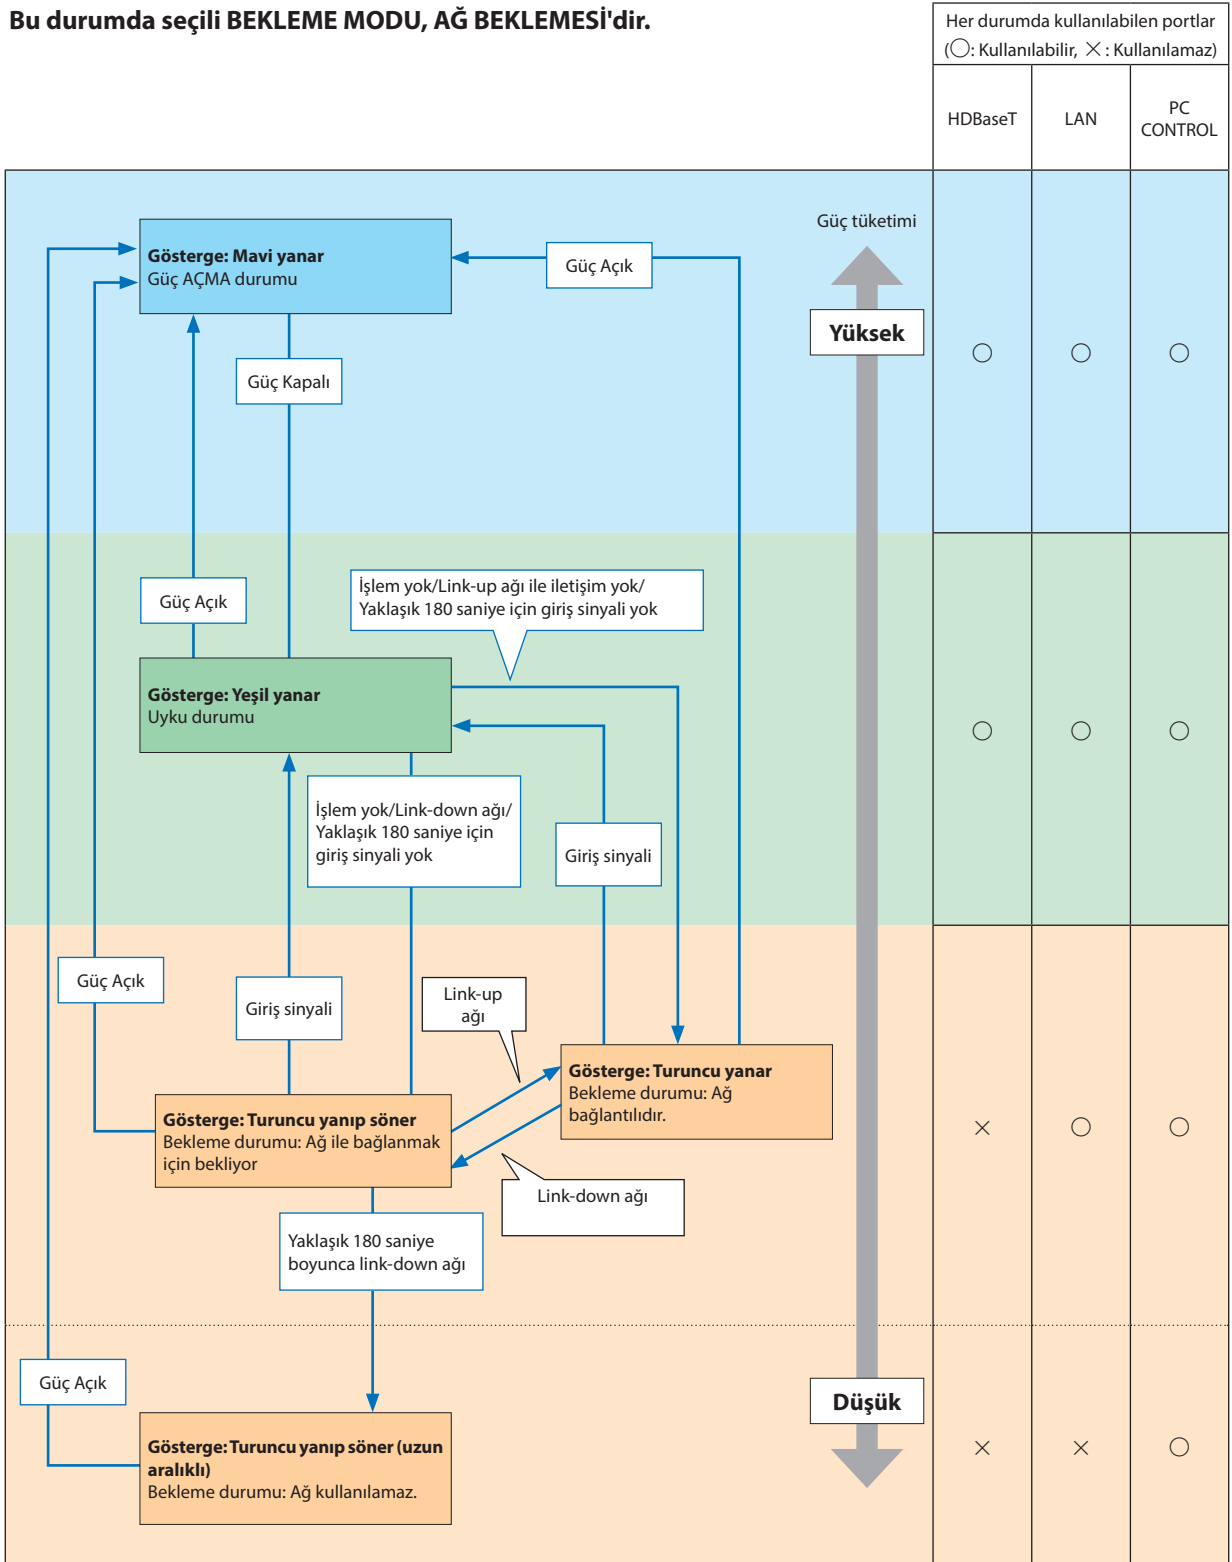 Bu durumda seçili BEKLEME MODU, AĞ BEKLEMESİ'dir.
Her durumda kullanılabilen portlar
(○: Kullanılabilir, ×: Kullanılamaz)
HDBaseT
LAN
PC
CONTROL
Güç tüketimi
Gösterge: Mavi yanar
Güç AÇMA durumu
Güç Açık
Yüksek
○ ○ ○
Güç Kapalı
Güç Açık
İşlem yok/Link-up ağı ile iletişim yok/
Yaklaşık 180 saniye için giriş sinyali yok
Gösterge: Yeşil yanar
Uyku durumu
○ ○ ○
İşlem yok/Link-down ağı/
Yaklaşık 180 saniye için
giriş sinyali yok
Giriş sinyali
Güç Açık
Giriş sinyali
Link-up
ağı
Gösterge: Turuncu yanar
Bekleme durumu: Ağ
bağlantılıdır.
Gösterge: Turuncu yanıp söner
Bekleme durumu: Ağ ile bağlanmak
için bekliyor
× ○ ○
Link-down ağı
Yaklaşık 180 saniye
boyunca link-down ağı
Güç Açık
Düşük
Gösterge: Turuncu yanıp söner (uzun
aralıklı)
Bekleme durumu: Ağ kullanılamaz.
× × ○